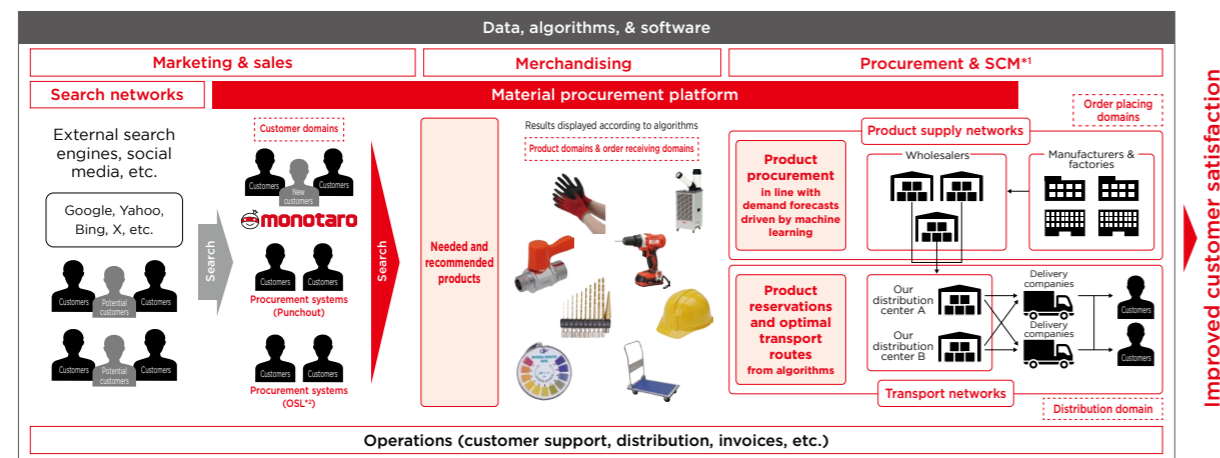 Data, algorithms, & software
Marketing & sales
Merchandising
Procurement & SCM*1
Search networks
Material procurement platform
External search
engines, social
media, etc.
Google, Yahoo,
Bing, X, etc.
Customers
Potential
customers
Customers
Customers
Potential
customers
Customers
Search
Customer domains
Customers
New
customers
Customers
monotaro
Customers
Customers
Procurement systems
(Punchout)
Customers
Customers
Procurement systems
(OSL*2)
Search
Needed and
recommended
products
Results displayed according to algorithms
Product domains & order receiving domains
Order placing
domains
Product supply networks
Product
procurement
in line with
demand forecasts
driven by machine
learning
Wholesalers
Manufacturers &
factories
Product
reservations
and optimal
transport
routes
from algorithms
Our
distribution
center A
Our
distribution
center B
Delivery
companies
Delivery
companies
Customers
Customers
Transport networks
Distribution domain
Operations (customer support, distribution, invoices, etc.)
Improved customer satisfaction